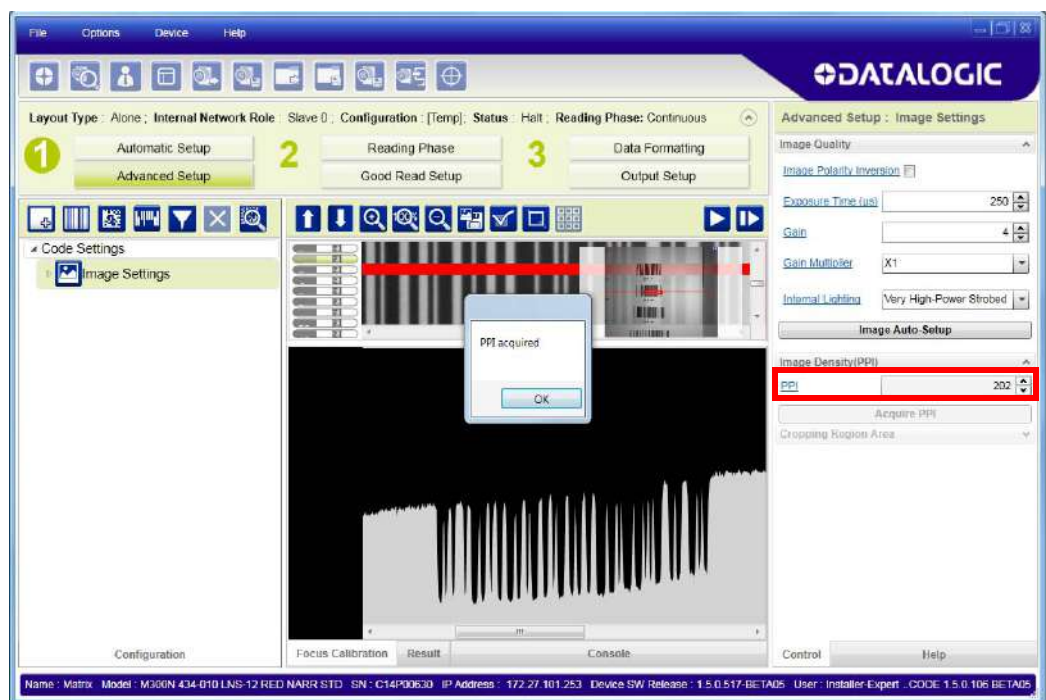 File Options Device Help
DATALOGIC
Layout Type : Alone ; Internal Network Role : Slave 0 ; Configuration : [Temp]; Status : Halt ; Reading Phase: Continuous
1 Automatic Setup
Advanced Setup
2 Reading Phase
Good Read Setup
3 Data Formatting
Output Setup
Code Settings
Image Settings
Configuration
PPI acquired
OK
Focus Calibration Result Console
Advanced Setup : Image Settings
Image Quality
Image Polarity Inversion
Exposure Time (us) 250
Gain 4
Gain Multiplier X1
Internal Lighting Very High-Power Strobed
Image Auto-Setup
Image Density(PPI)
PPI 202
Acquire PPI
Cropping Region Area
Control Help
Name : Matrix Model : M300N 434-010 LNS-12 RED NARR STD SN : C14P00630 IP Address : 172.27.101.253 Device SW Release : 1.5.0.517-BETA05 User : Installer-Expert ..CODE 1.5.0.106 BETA05